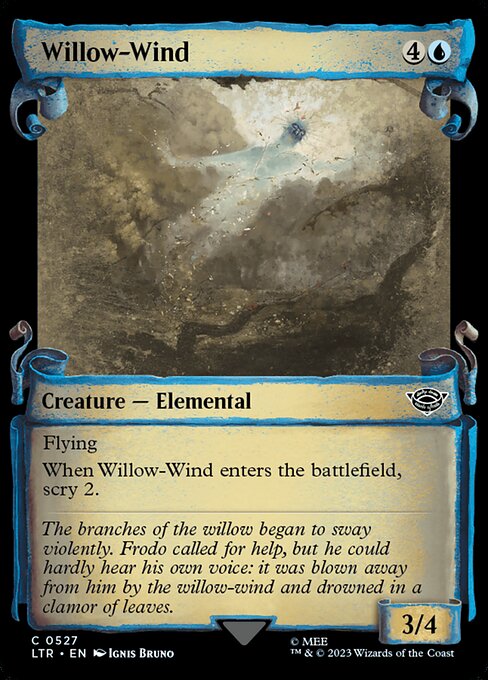 Willow-Wind 4
Creature — Elemental
Flying
When Willow-Wind enters the battlefield,
scry 2.
The branches of the willow began to sway
violently. Frodo called for help, but he could
hardly hear his own voice: it was blown away
from him by the willow-wind and drowned in a
clamor of leaves.
3/4
C 0527
LTR • EN Ignis Bruno
© MEE
™ & © 2023 Wizards of the Coast